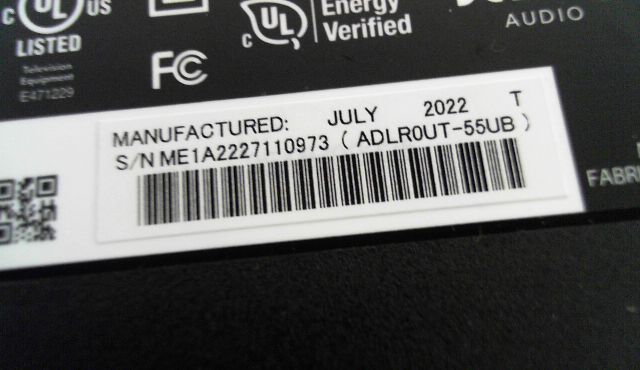 C UL US
LISTED
Television
Equipment
E471229
FC
C UL
Energy
Verified
AUDIO
MANUFACTURED: JULY 2022 T
S/N ME1A2227110973 ( ADLR0UT-55UB )
FABR